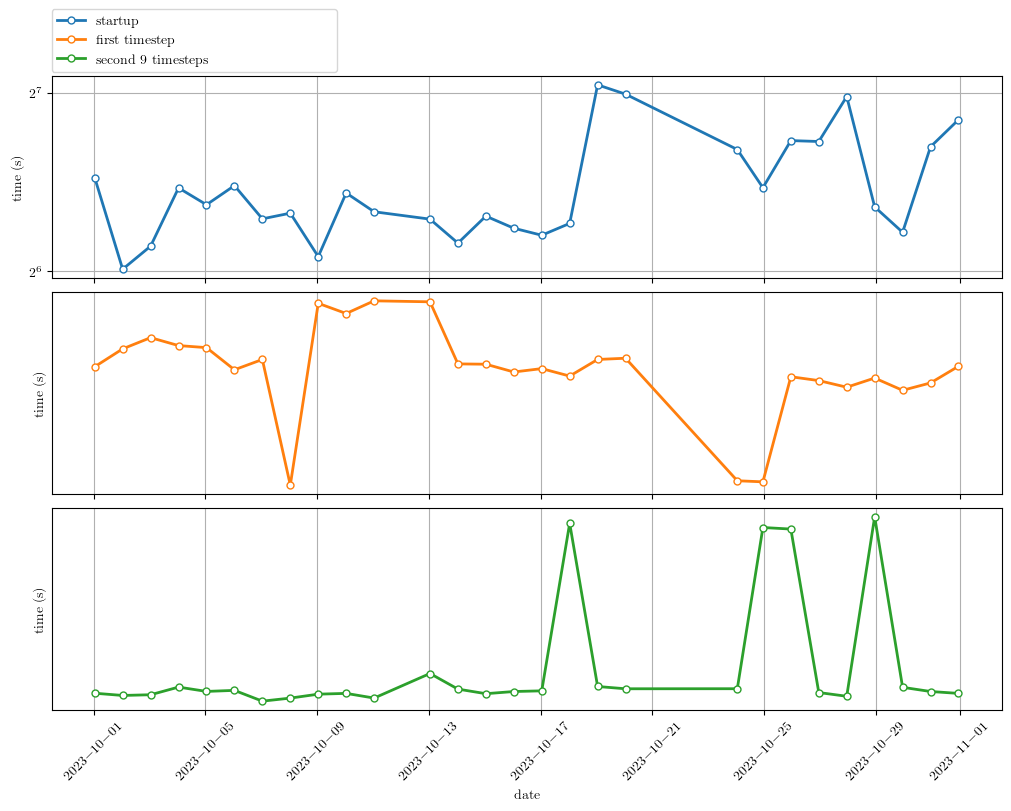 startup
first timestep
second 9 timesteps
2^7
time (s)
2^6
time (s)
time (s)
2023−10−01
2023−10−05
2023−10−09
2023−10−13
2023−10−17
2023−10−21
2023−10−25
2023−10−29
2023−11−01
date